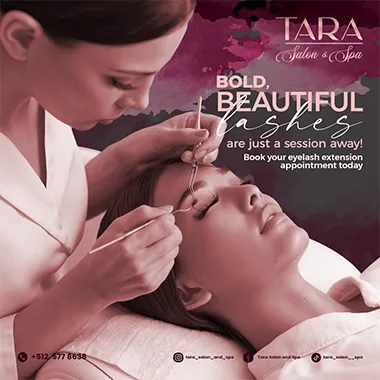 TARA
Salon & Spa
BOLD,
BEAUTIFUL
lashes
are just a session away!
Book your eyelash extension
appointment today
+512 577 8638
tara_salon_and_spa
Tara Salon and Spa
tara_salon__spa